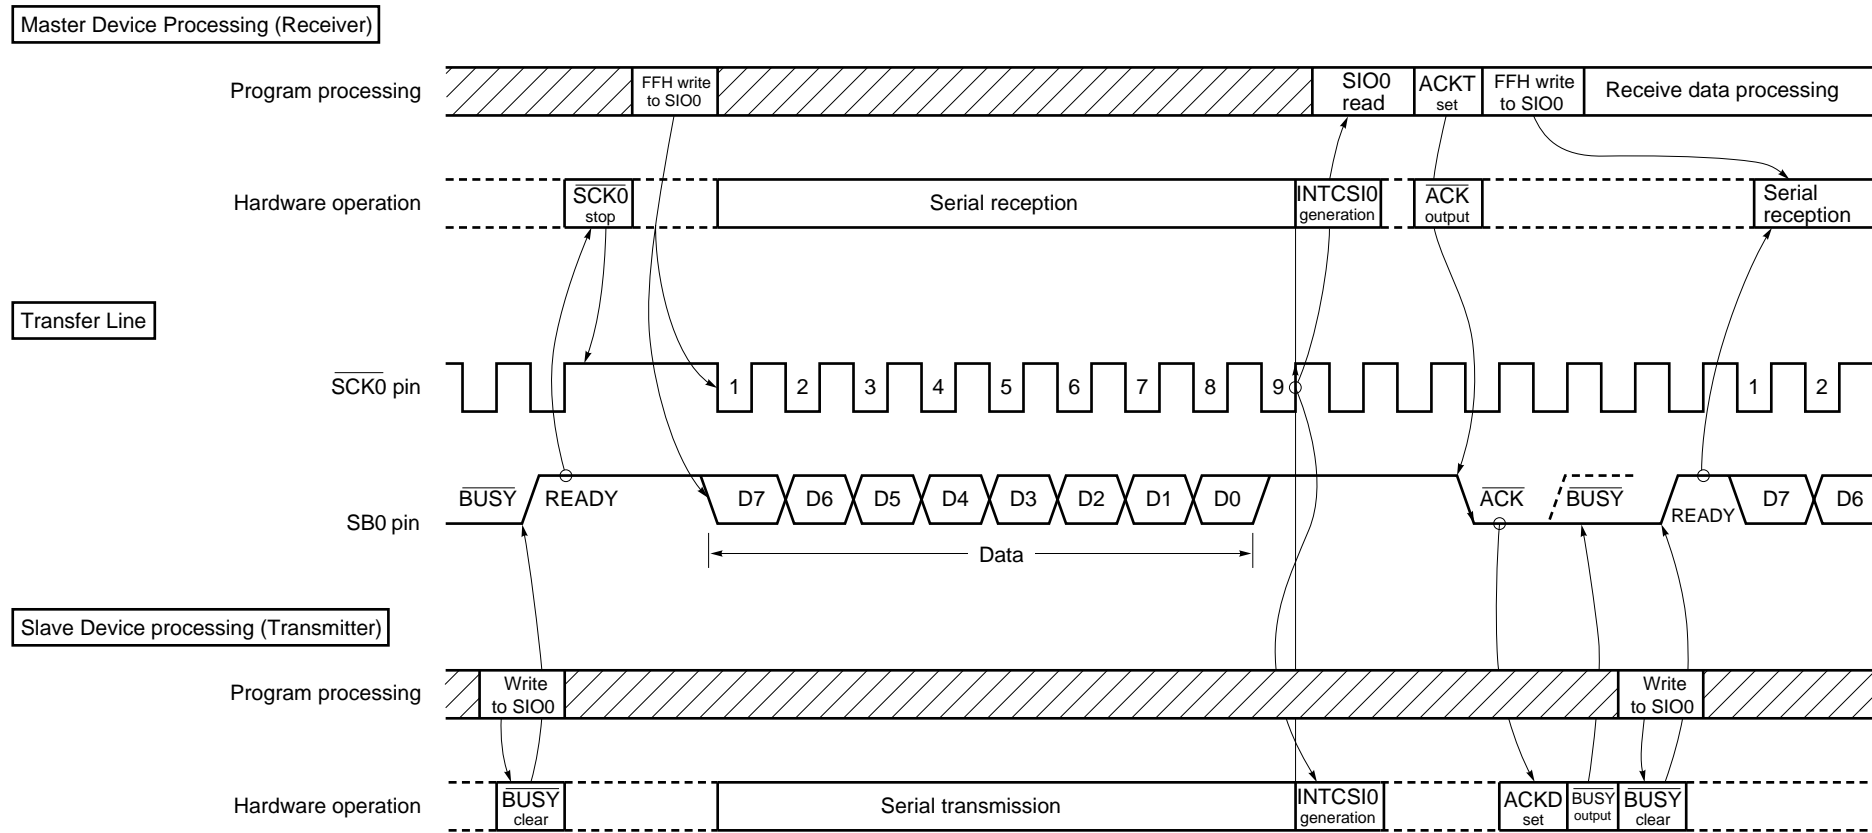 Master Device Processing (Receiver)
Program processing
FFH write
to SIO0
SIO0
read
ACKT
set
FFH write
to SIO0
Receive data processing
Hardware operation
SCK0
stop
Serial reception
INTCSI0
generation
ACK
output
Serial
reception
Transfer Line
SCK0 pin
1 2 3 4 5 6 7 8 9 1 2
SB0 pin
BUSY READY D7 D6 D5 D4 D3 D2 D1 D0 ACK BUSY READY D7 D6
Data
Slave Device processing (Transmitter)
Program processing
Write
to SIO0
Write
to SIO0
Hardware operation
BUSY
clear
Serial transmission
INTCSI0
generation
ACKD
set
BUSY
output
BUSY
clear